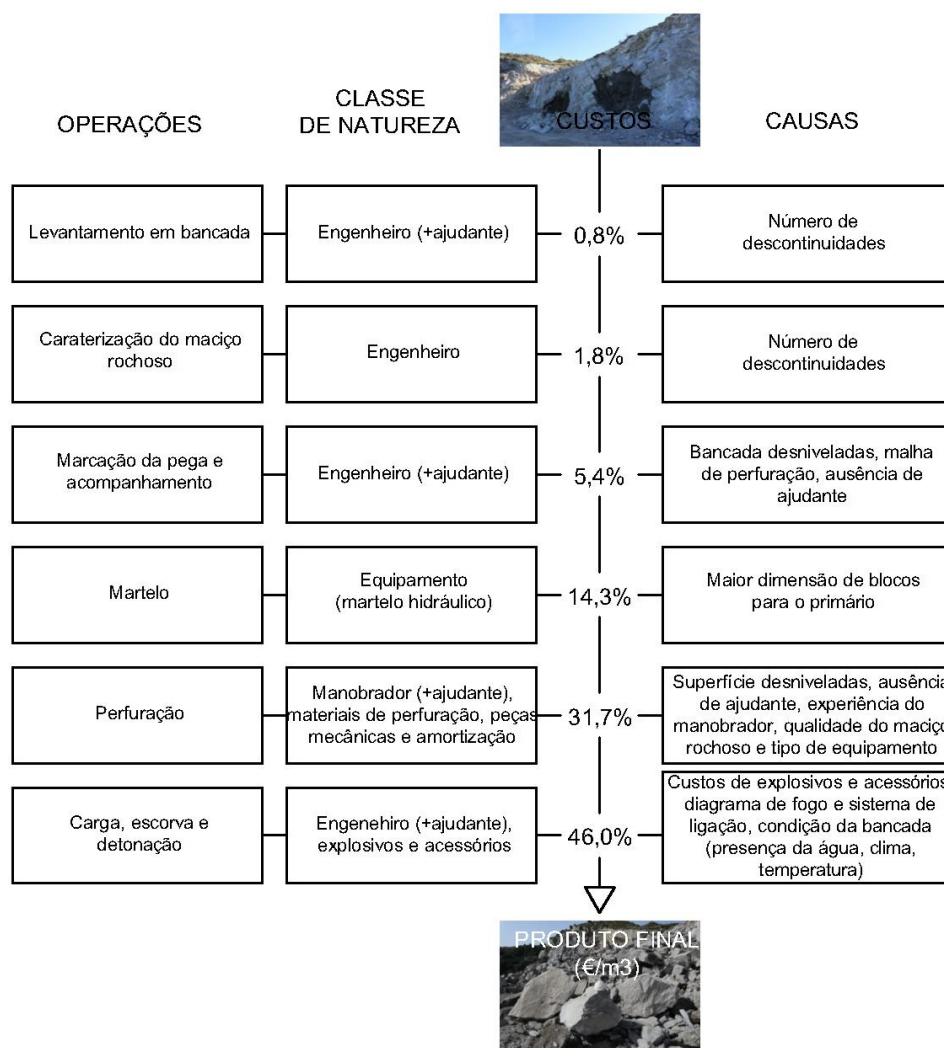 OPERAÇÕES
CLASSE
DE NATUREZA
CUSTOS
CAUSAS
Levantamento em bancada
Engenheiro (+ajudante)
0,8%
Número de
descontinuidades
Caraterização do maciço
rochoso
Engenheiro
1,8%
Número de
descontinuidades
Marcação da pega e
acompanhamento
Engenheiro (+ajudante)
5,4%
Bancada desniveladas, malha
de perfuração, ausência de
ajudante
Martelo
Equipamento
(martelo hidráulico)
14,3%
Maior dimensão de blocos
para o primário
Perfuração
Manobrador (+ajudante),
materiais de perfuração, peças
mecânicas e amortização
31,7%
Superfície desniveladas, ausência
de ajudante, experiência do
manobrador, qualidade do maciço
rochoso e tipo de equipamento
Carga, escorva e
detonação
Engenehiro (+ajudante),
explosivos e acessórios
46,0%
Custos de explosivos e acessórios
diagrama de fogo e sistema de
ligação, condição da bancada
(presença da água, clima,
temperatura)
PRODUTO FINAL
(€/m3)